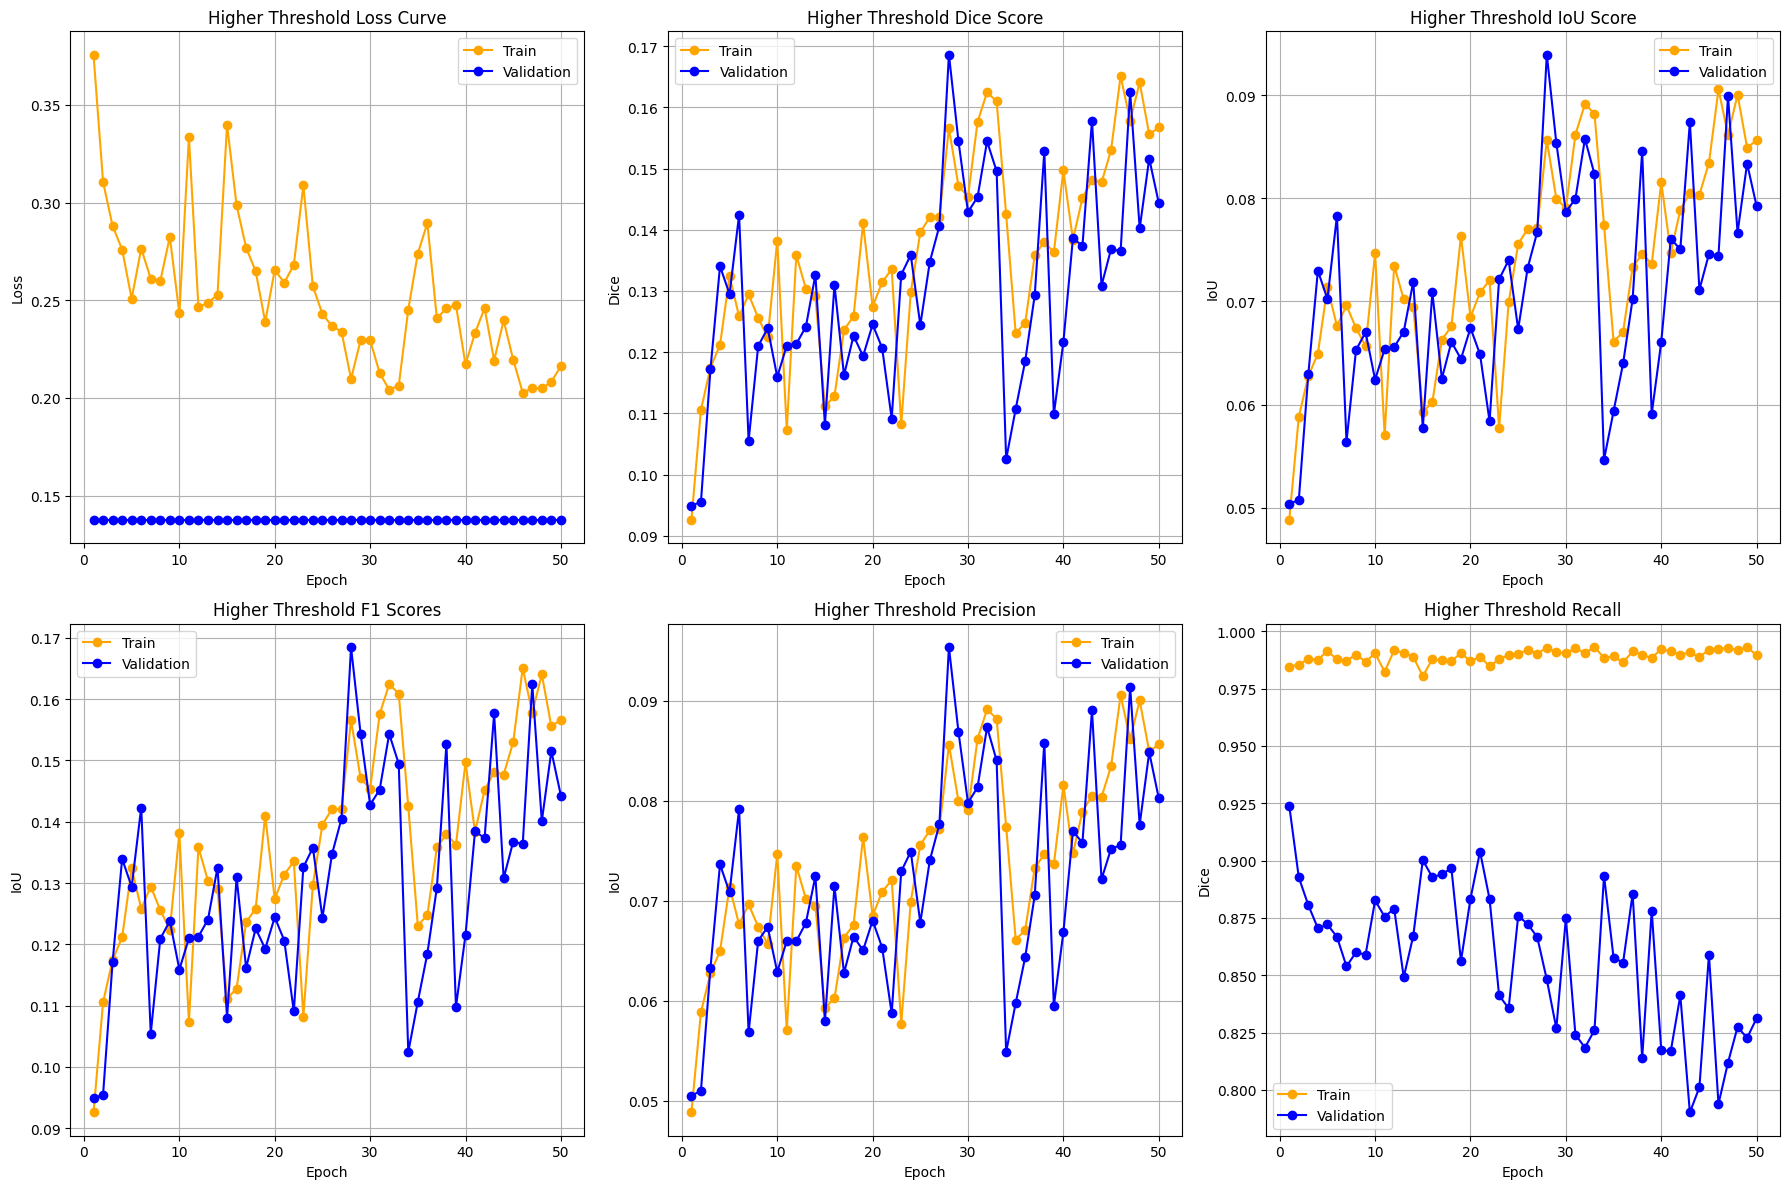 Higher Threshold Loss Curve
Loss
0.35
0.30
0.25
0.20
0.15
0 10 20 30 40 50
Epoch
Train
Validation
Higher Threshold Dice Score
Dice
0.17
0.16
0.15
0.14
0.13
0.12
0.11
0.10
0.09
0 10 20 30 40 50
Epoch
Train
Validation
Higher Threshold IoU Score
IoU
0.09
0.08
0.07
0.06
0.05
0 10 20 30 40 50
Epoch
Train
Validation
Higher Threshold F1 Scores
IoU
0.17
0.16
0.15
0.14
0.13
0.12
0.11
0.10
0.09
0 10 20 30 40 50
Epoch
Train
Validation
Higher Threshold Precision
IoU
0.09
0.08
0.07
0.06
0.05
0 10 20 30 40 50
Epoch
Train
Validation
Higher Threshold Recall
Dice
1.000
0.975
0.950
0.925
0.900
0.875
0.850
0.825
0.800
0 10 20 30 40 50
Epoch
Train
Validation